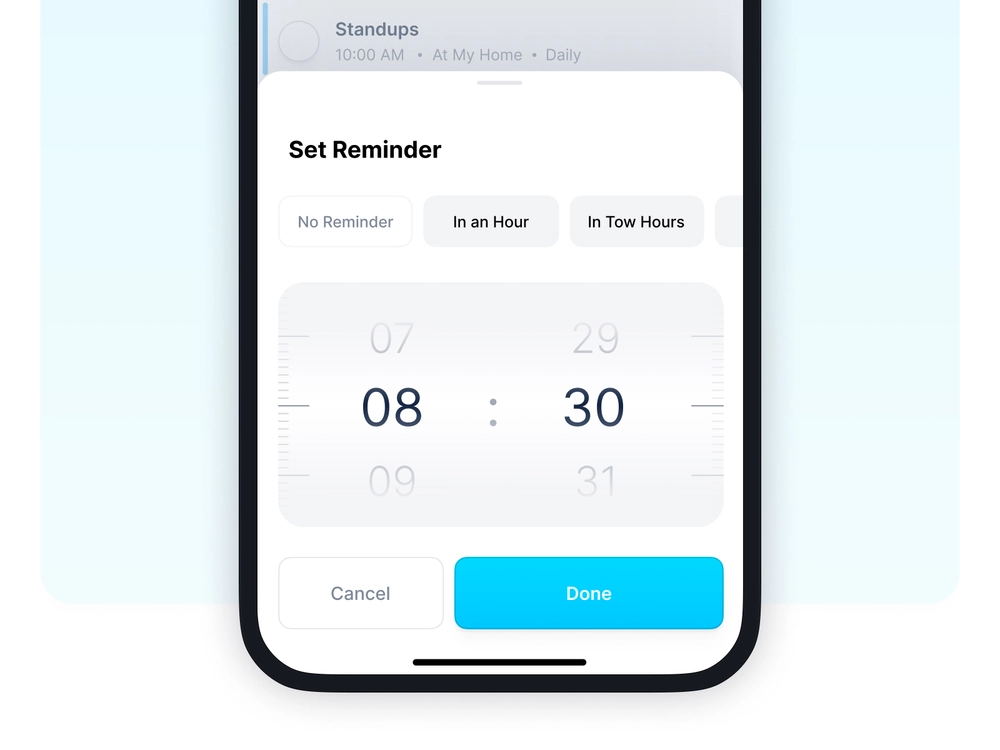 Standups
10:00 AM • At My Home • Daily
Set Reminder
No Reminder
In an Hour
In Tow Hours
07 29
08 : 30
09 31
Cancel
Done